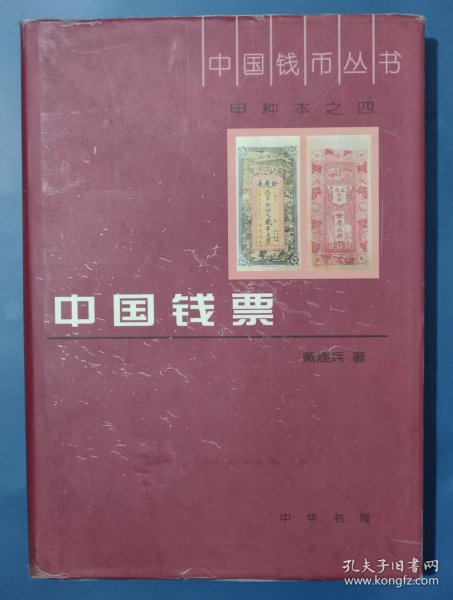 中国钱币丛书
甲种本之四
中国钱票
戴建兵 著
中华书局
孔夫子旧书网
www.kongfz.com